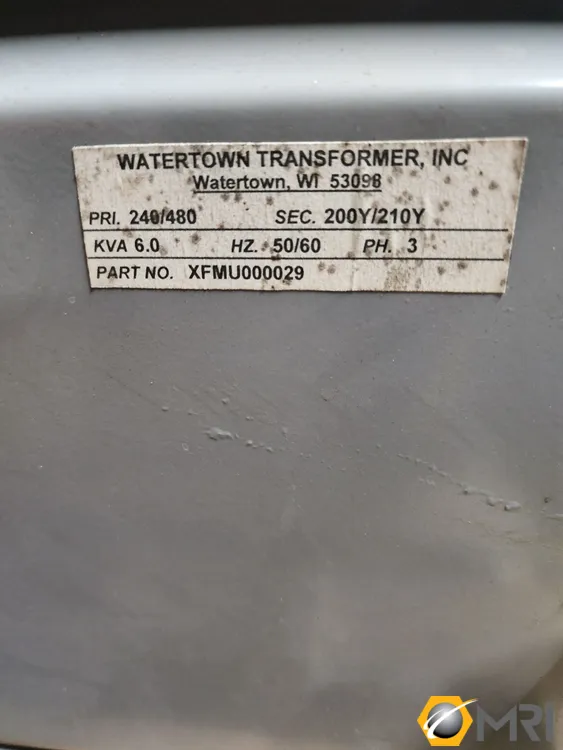 WATERTOWN TRANSFORMER, INC
Watertown, WI 53098
PRI. 240/480 SEC. 200Y/210Y
KVA 6.0 HZ. 50/60 PH. 3
PART NO. XFMU000029
MRI